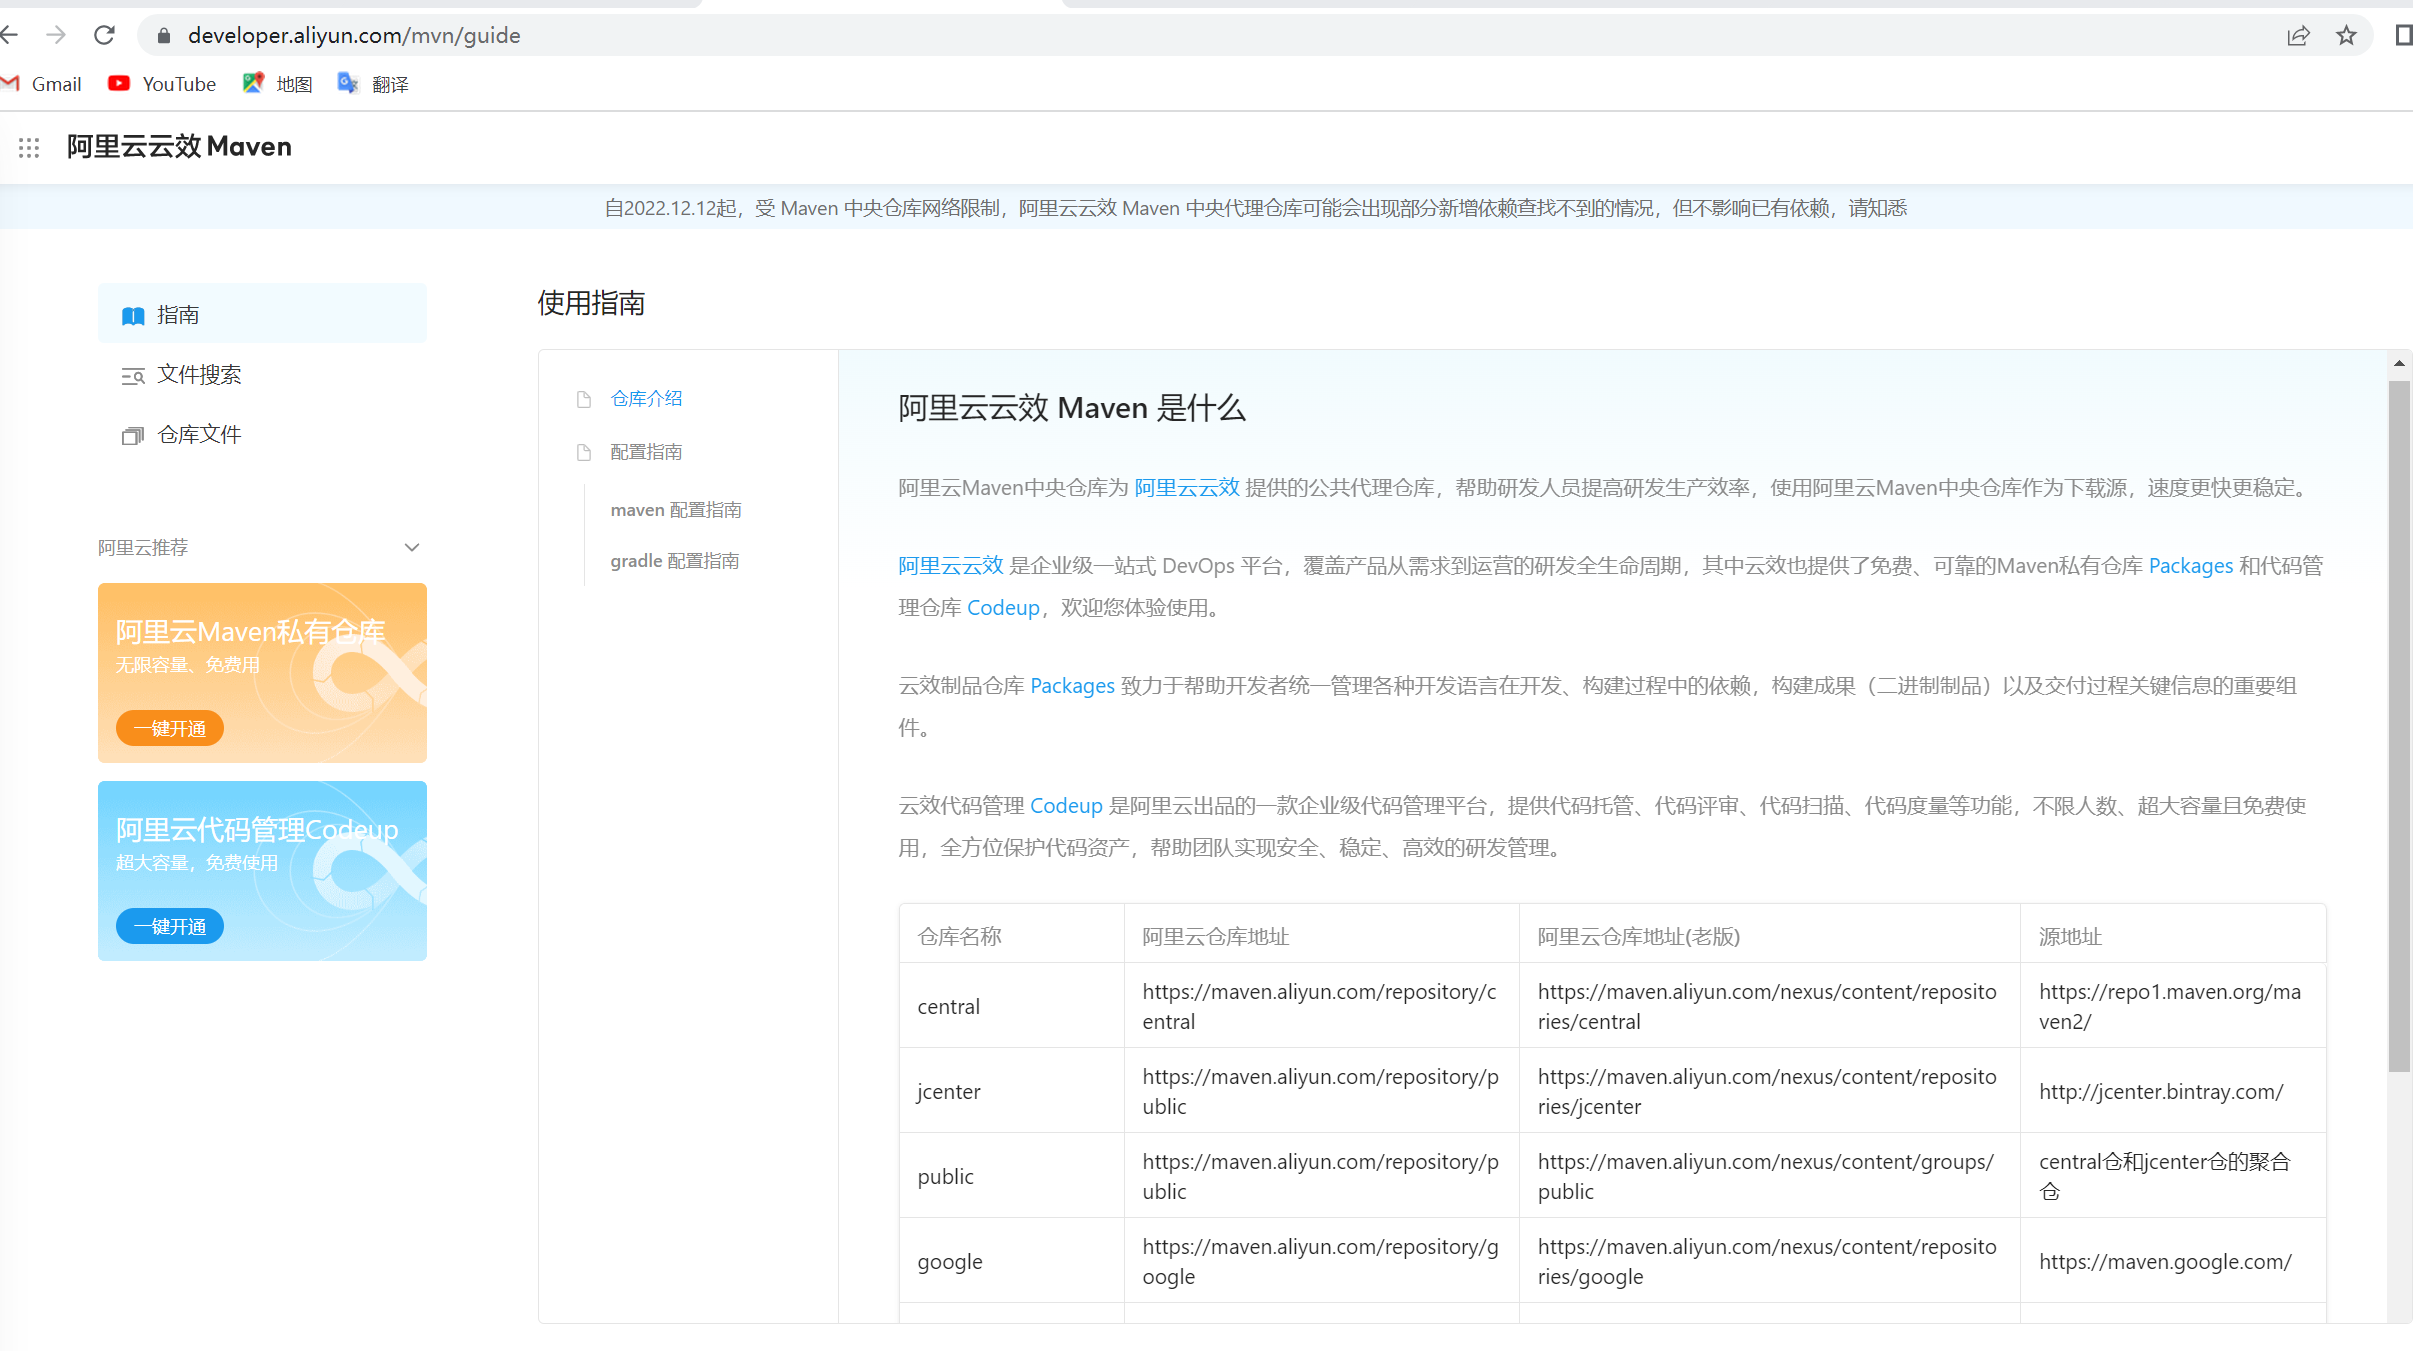 developer.aliyun.com/mvn/guide
Gmail
YouTube
地图
翻译
阿里云云效 Maven
自2022.12.12起，受 Maven 中央仓库网络限制，阿里云云效 Maven 中央代理仓库可能会出现部分新增依赖查找不到的情况，但不影响已有依赖，请知悉
指南
文件搜索
仓库文件
阿里云推荐
阿里云Maven私有仓库
无限容量、免费用
一键开通
阿里云代码管理Codeup
超大容量，免费使用
一键开通
使用指南
仓库介绍
配置指南
maven 配置指南
gradle 配置指南
阿里云云效 Maven 是什么
阿里云Maven中央仓库为 阿里云云效 提供的公共代理仓库，帮助研发人员提高研发生产效率，使用阿里云Maven中央仓库作为下载源，速度更快更稳定。
阿里云云效 是企业级一站式 DevOps 平台，覆盖产品从需求到运营的研发全生命周期，其中云效也提供了免费、可靠的Maven私有仓库 Packages 和代码管
理仓库 Codeup，欢迎您体验使用。
云效制品仓库 Packages 致力于帮助开发者统一管理各种开发语言在开发、构建过程中的依赖，构建成果（二进制制品）以及交付过程关键信息的重要组
件。
云效代码管理 Codeup 是阿里云出品的一款企业级代码管理平台，提供代码托管、代码评审、代码扫描、代码度量等功能，不限人数、超大容量且免费使
用，全方位保护代码资产，帮助团队实现安全、稳定、高效的研发管理。
仓库名称
阿里云仓库地址
阿里云仓库地址(老版)
源地址
central
https://maven.aliyun.com/repository/c
entral
https://maven.aliyun.com/nexus/content/reposito
ries/central
https://repo1.maven.org/ma
ven2/
jcenter
https://maven.aliyun.com/repository/p
ublic
https://maven.aliyun.com/nexus/content/reposito
ries/jcenter
http://jcenter.bintray.com/
public
https://maven.aliyun.com/repository/p
ublic
https://maven.aliyun.com/nexus/content/groups/
public
central仓和jcenter仓的聚合
仓
google
https://maven.aliyun.com/repository/g
oogle
https://maven.aliyun.com/nexus/content/reposito
ries/google
https://maven.google.com/